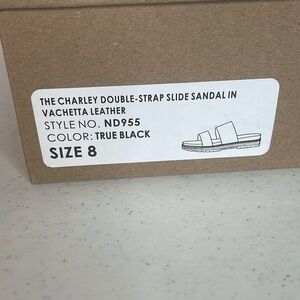 THE CHARLEY DOUBLE-STRAP SLIDE SANDAL IN
VACHETTA LEATHER
STYLE NO. ND955
COLOR: TRUE BLACK
SIZE 8